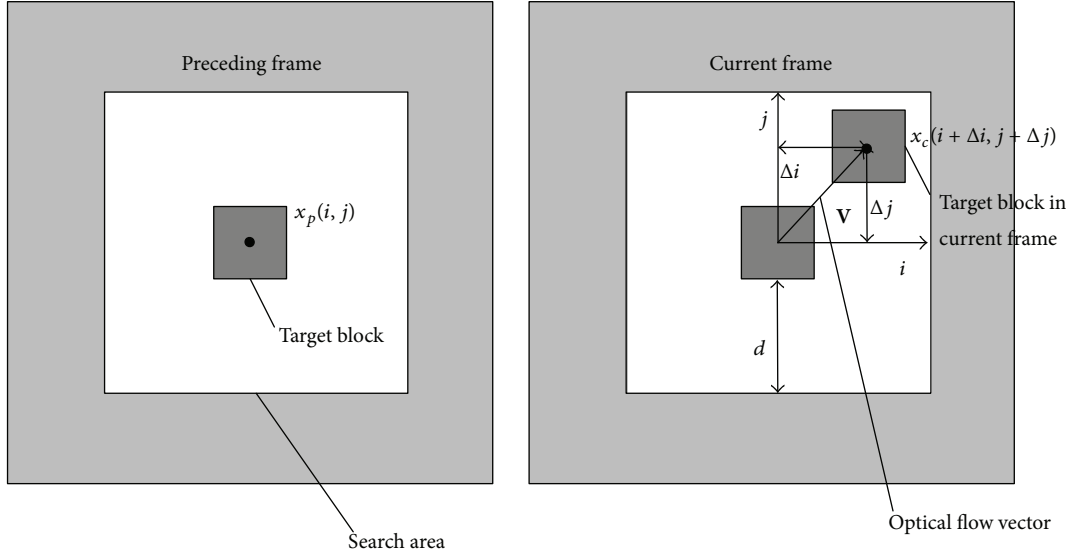 Preceding frame
x_p(i, j)
Target block
Search area
Current frame
j
x_c(i + Δi, j + Δj)
Δi
Target block in
current frame
V
Δj
i
d
Optical flow vector